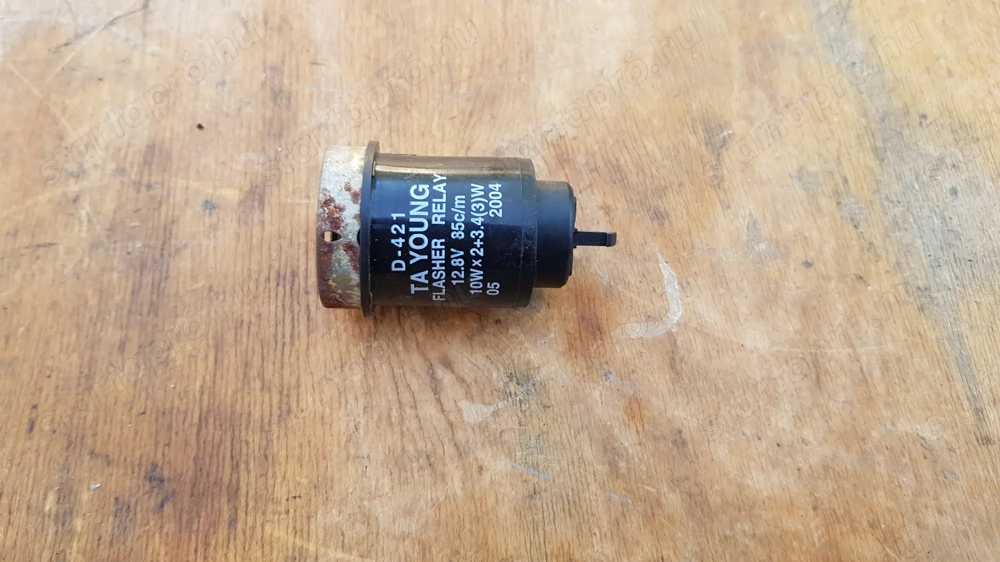 D-421
TA YOUNG
FLASHER RELAY
12.8V 85c/m
10W×2+3.4(3)W
05 2004